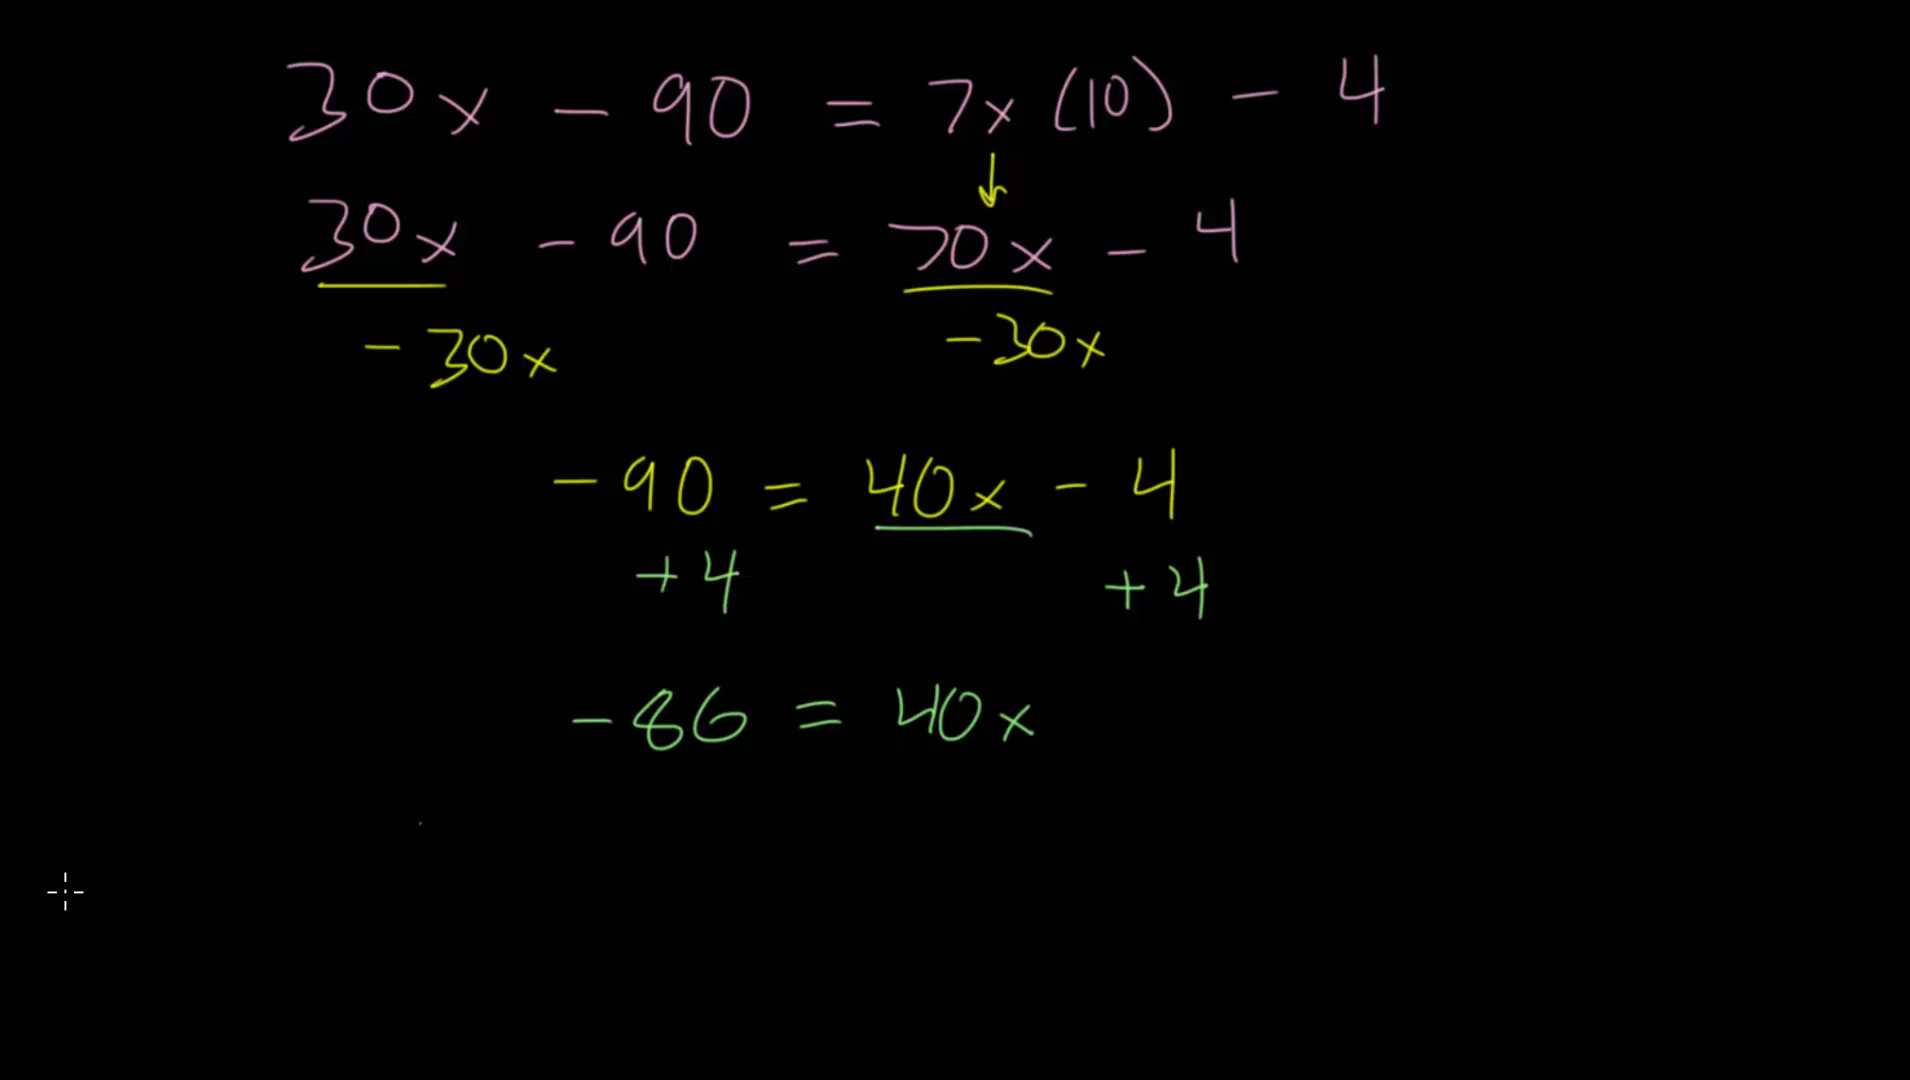 30x - 90 = 7x (10) - 4
30x - 90 = 70x - 4
- 30x - 30x
- 90 = 40x - 4
+ 4 + 4
- 86 = 40x